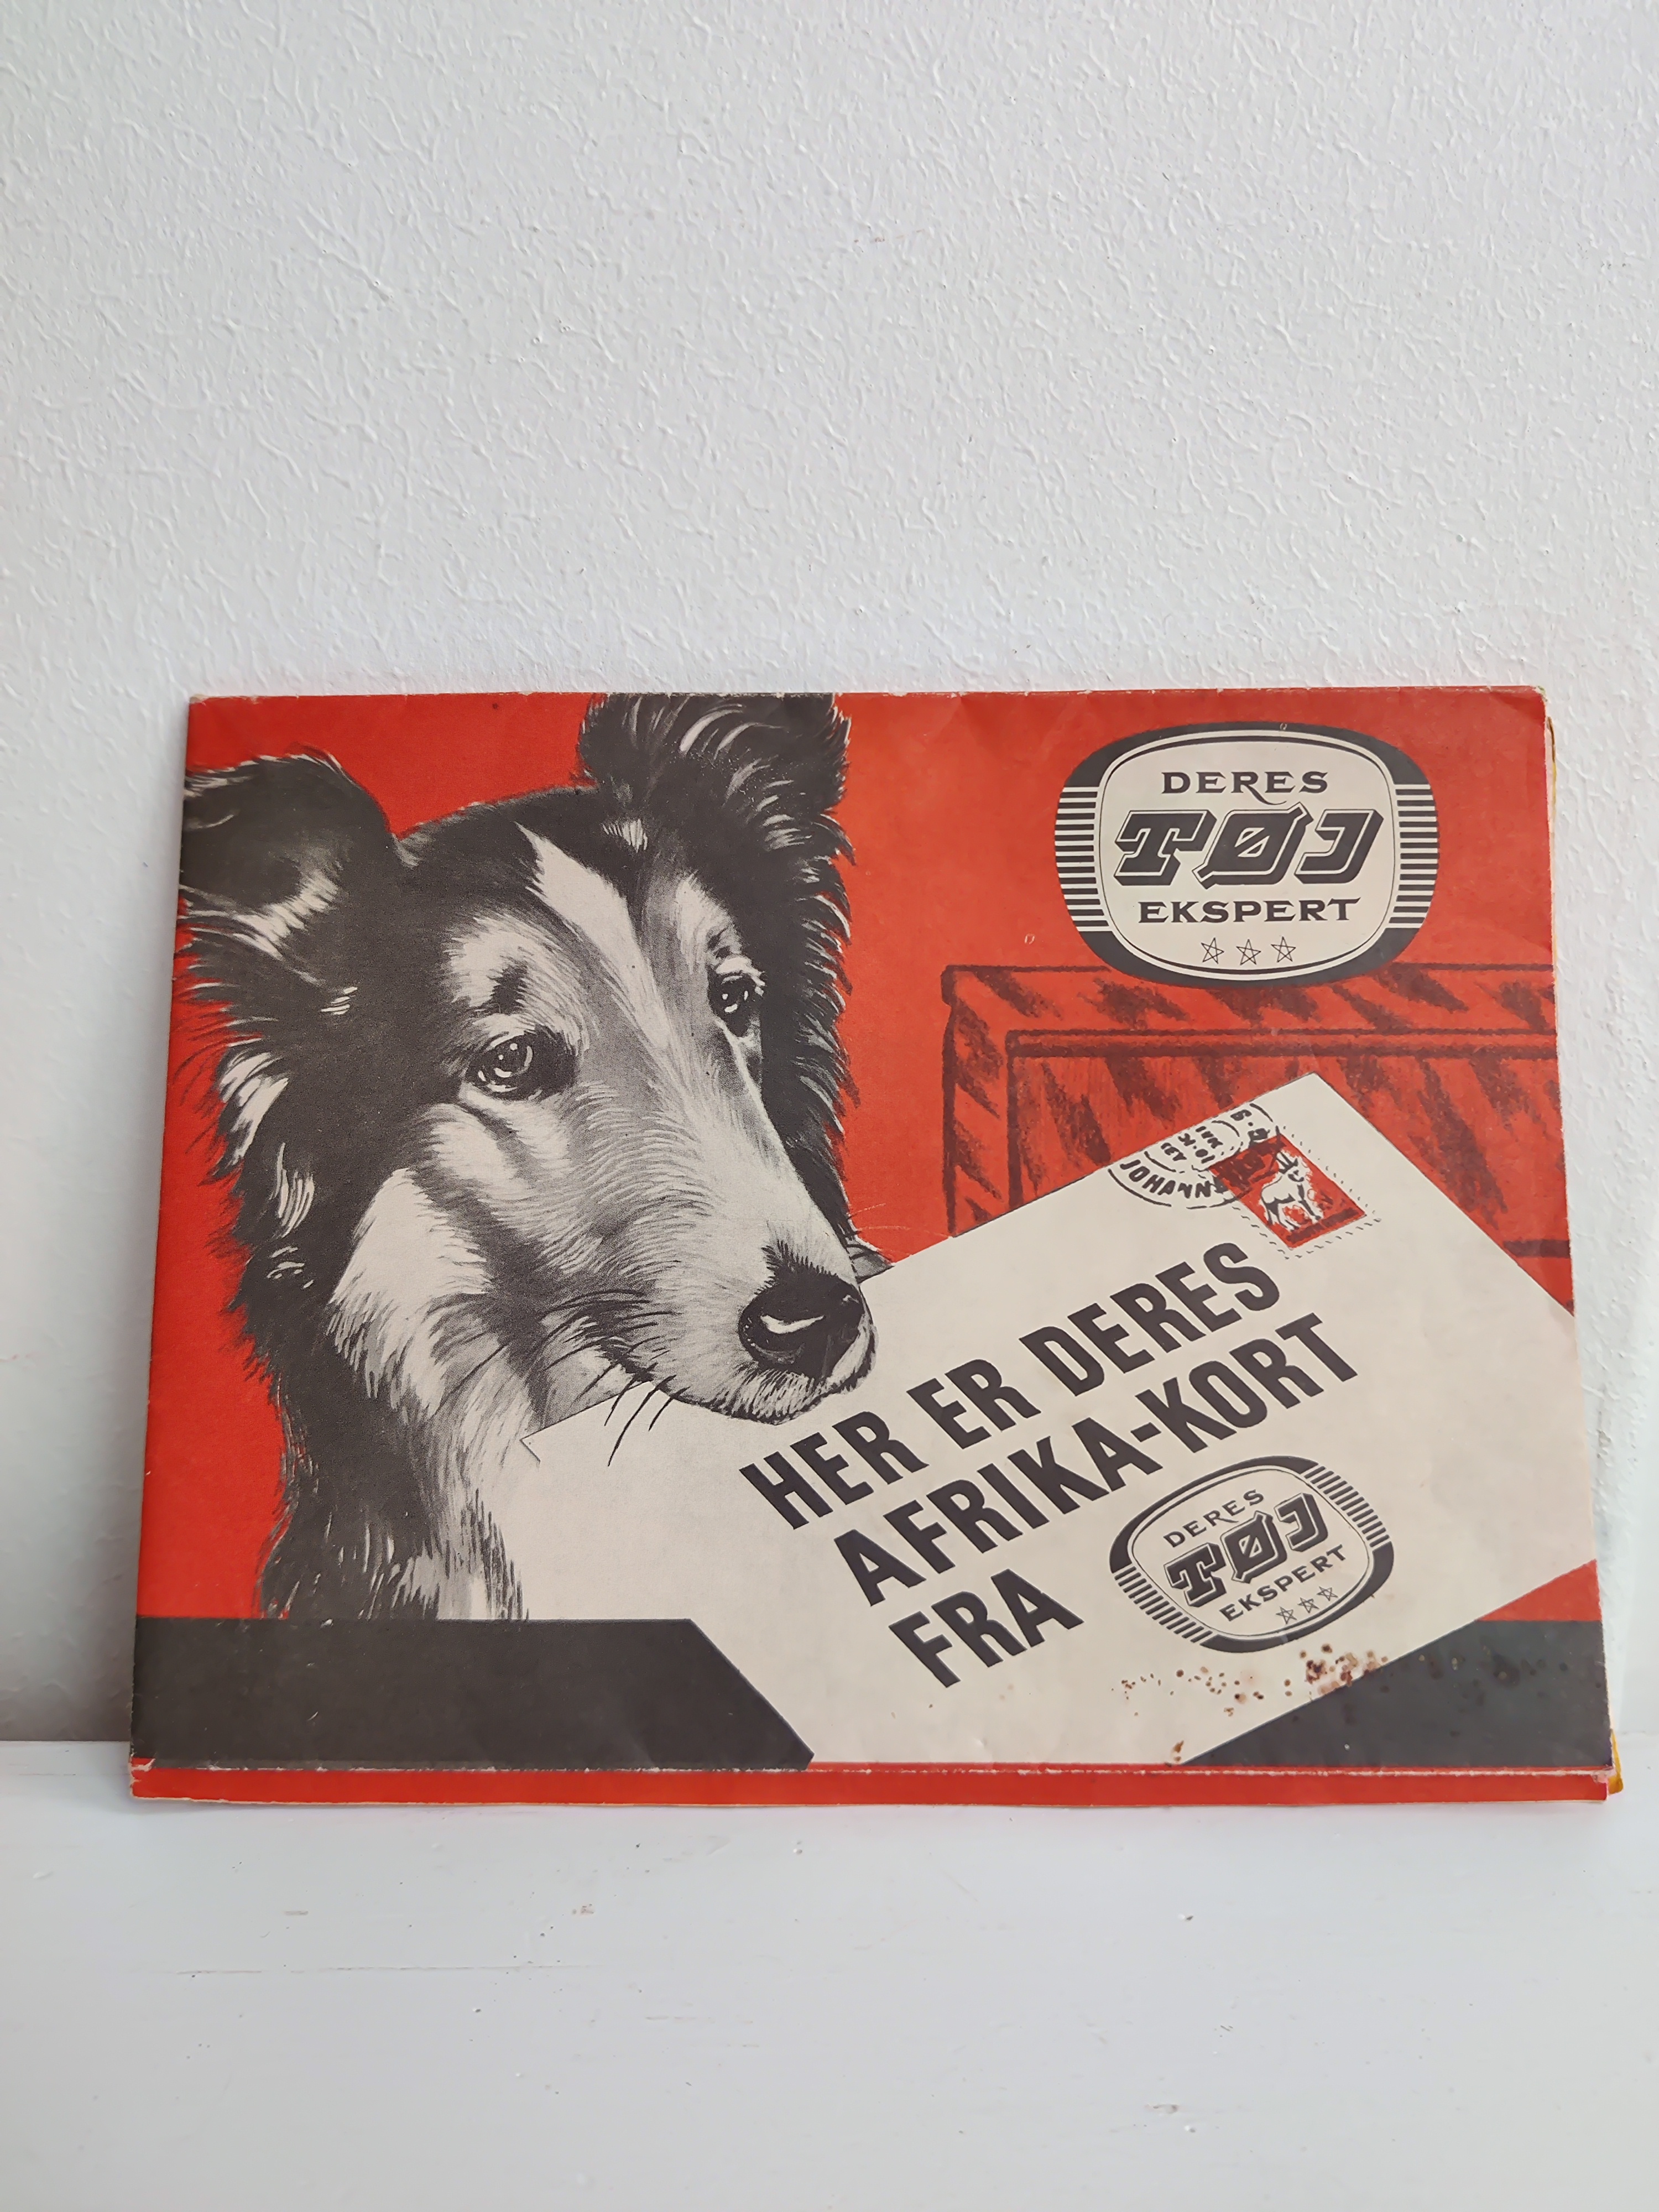 DERES
TØJ
EKSPERT
HER ER DERES
AFRIKA-KORT
FRA
DERES
TØJ
EKSPERT